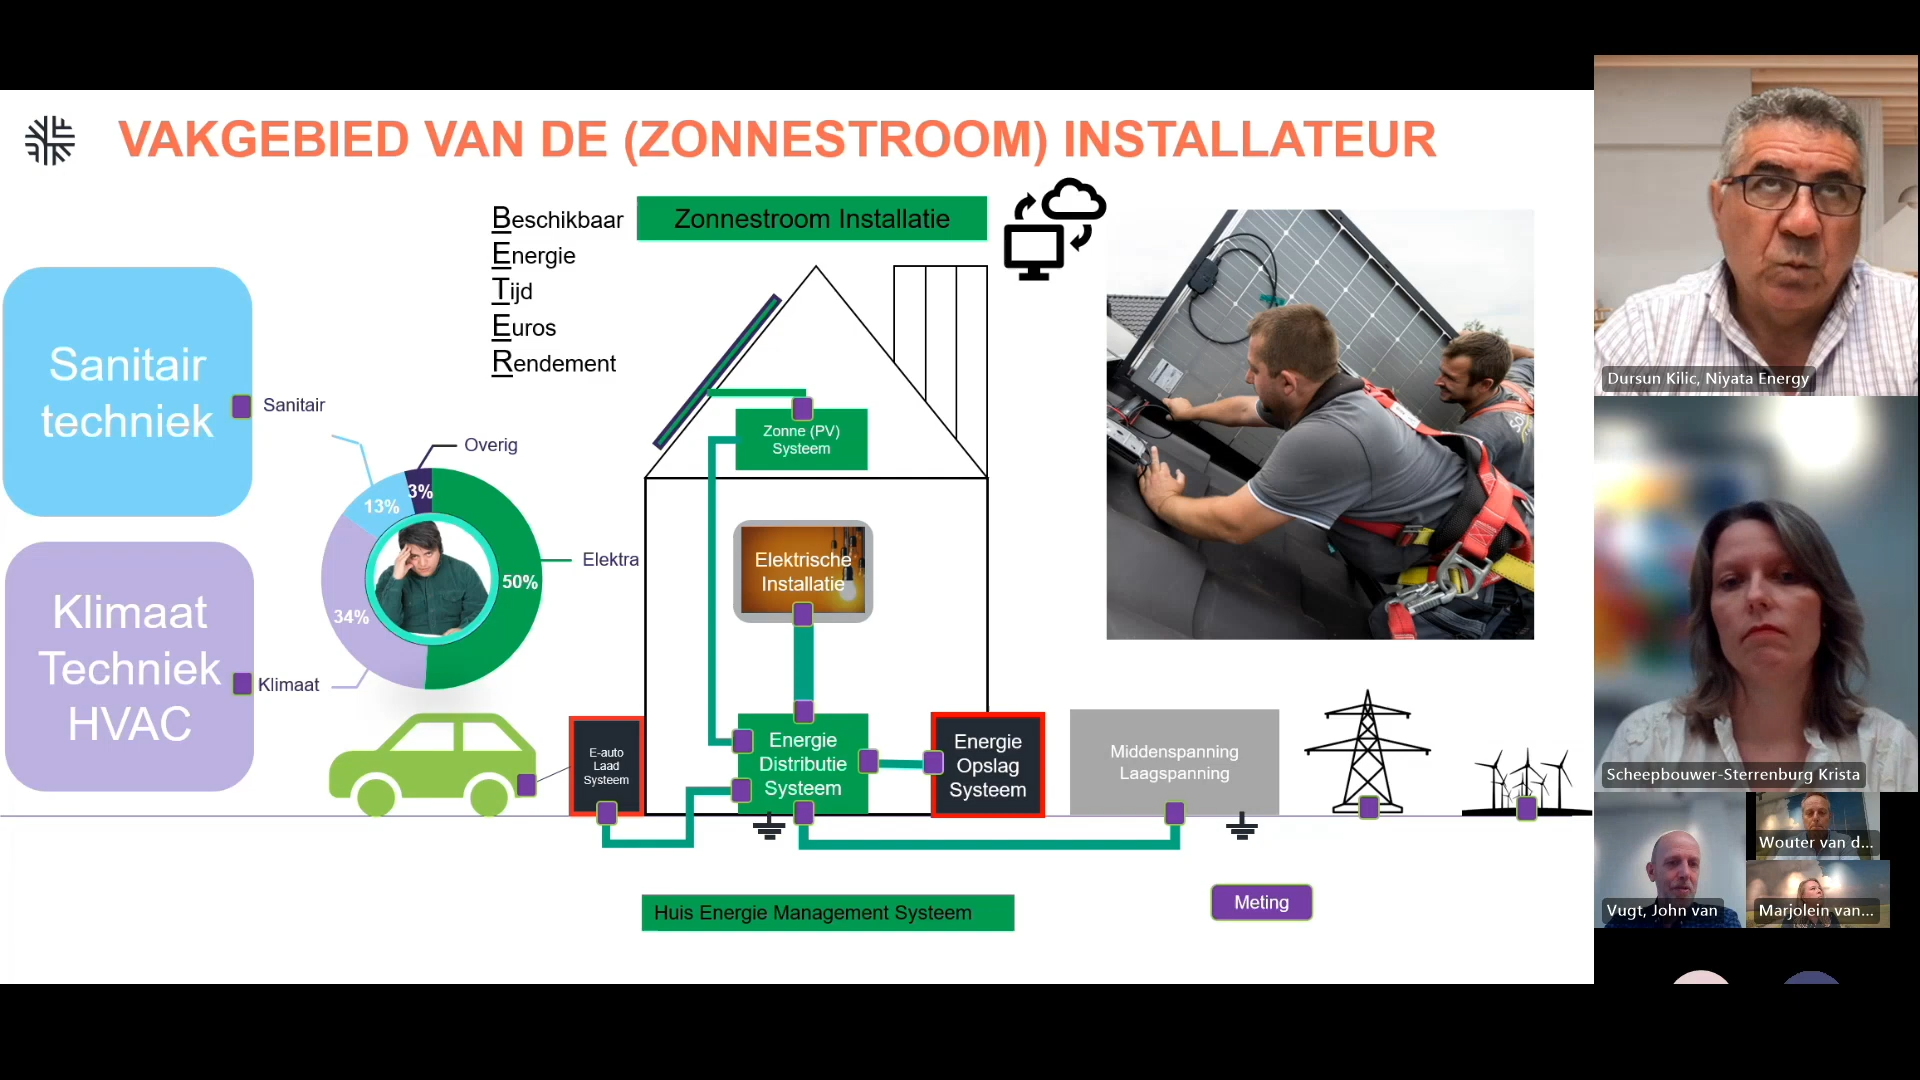 VAKGEBIED VAN DE (ZONNESTROOM) INSTALLATEUR
Beschikbaar
Energie
Tijd
Euros
Rendement
Zonnestroom Installatie
Sanitair
techniek
Sanitair
Overig
3%
13%
50%
34%
Elektra
Klimaat
Klimaat
Techniek
HVAC
Zonne (PV)
Systeem
Elektrische
Installatie
E-auto
Laad
Systeem
Energie
Distributie
Systeem
Energie
Opslag
Systeem
Middenspanning
Laagspanning
Huis Energie Management Systeem
Meting
Dursun Kilic, Niyata Energy
Scheepbouwer-Sterrenburg Krista
Vugt, John van
Wouter van d...
Marjolein van...